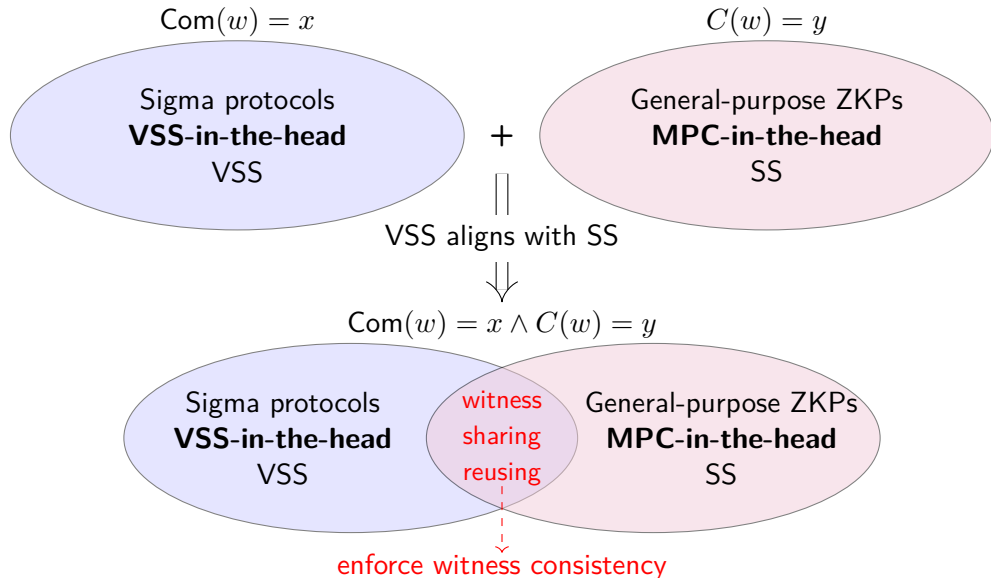 Com(w) = x
C(w) = y
Sigma protocols
VSS-in-the-head
VSS
+
General-purpose ZKPs
MPC-in-the-head
SS
VSS aligns with SS
Com(w) = x ∧ C(w) = y
Sigma protocols
VSS-in-the-head
VSS
witness
sharing
reusing
General-purpose ZKPs
MPC-in-the-head
SS
enforce witness consistency